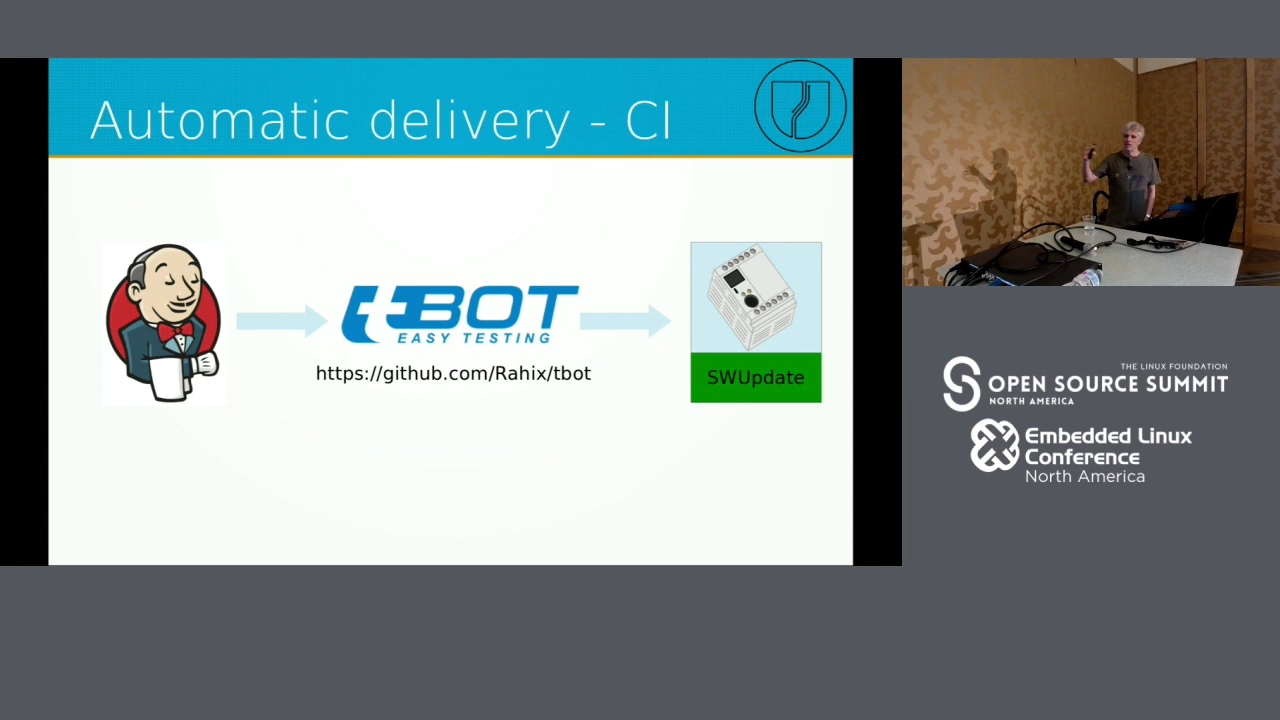 Automatic delivery - CI
tBOT
EASY TESTING
https://github.com/Rahix/tbot
SWUpdate
THE LINUX FOUNDATION
OPEN SOURCE SUMMIT
NORTH AMERICA
Embedded Linux
Conference
North America